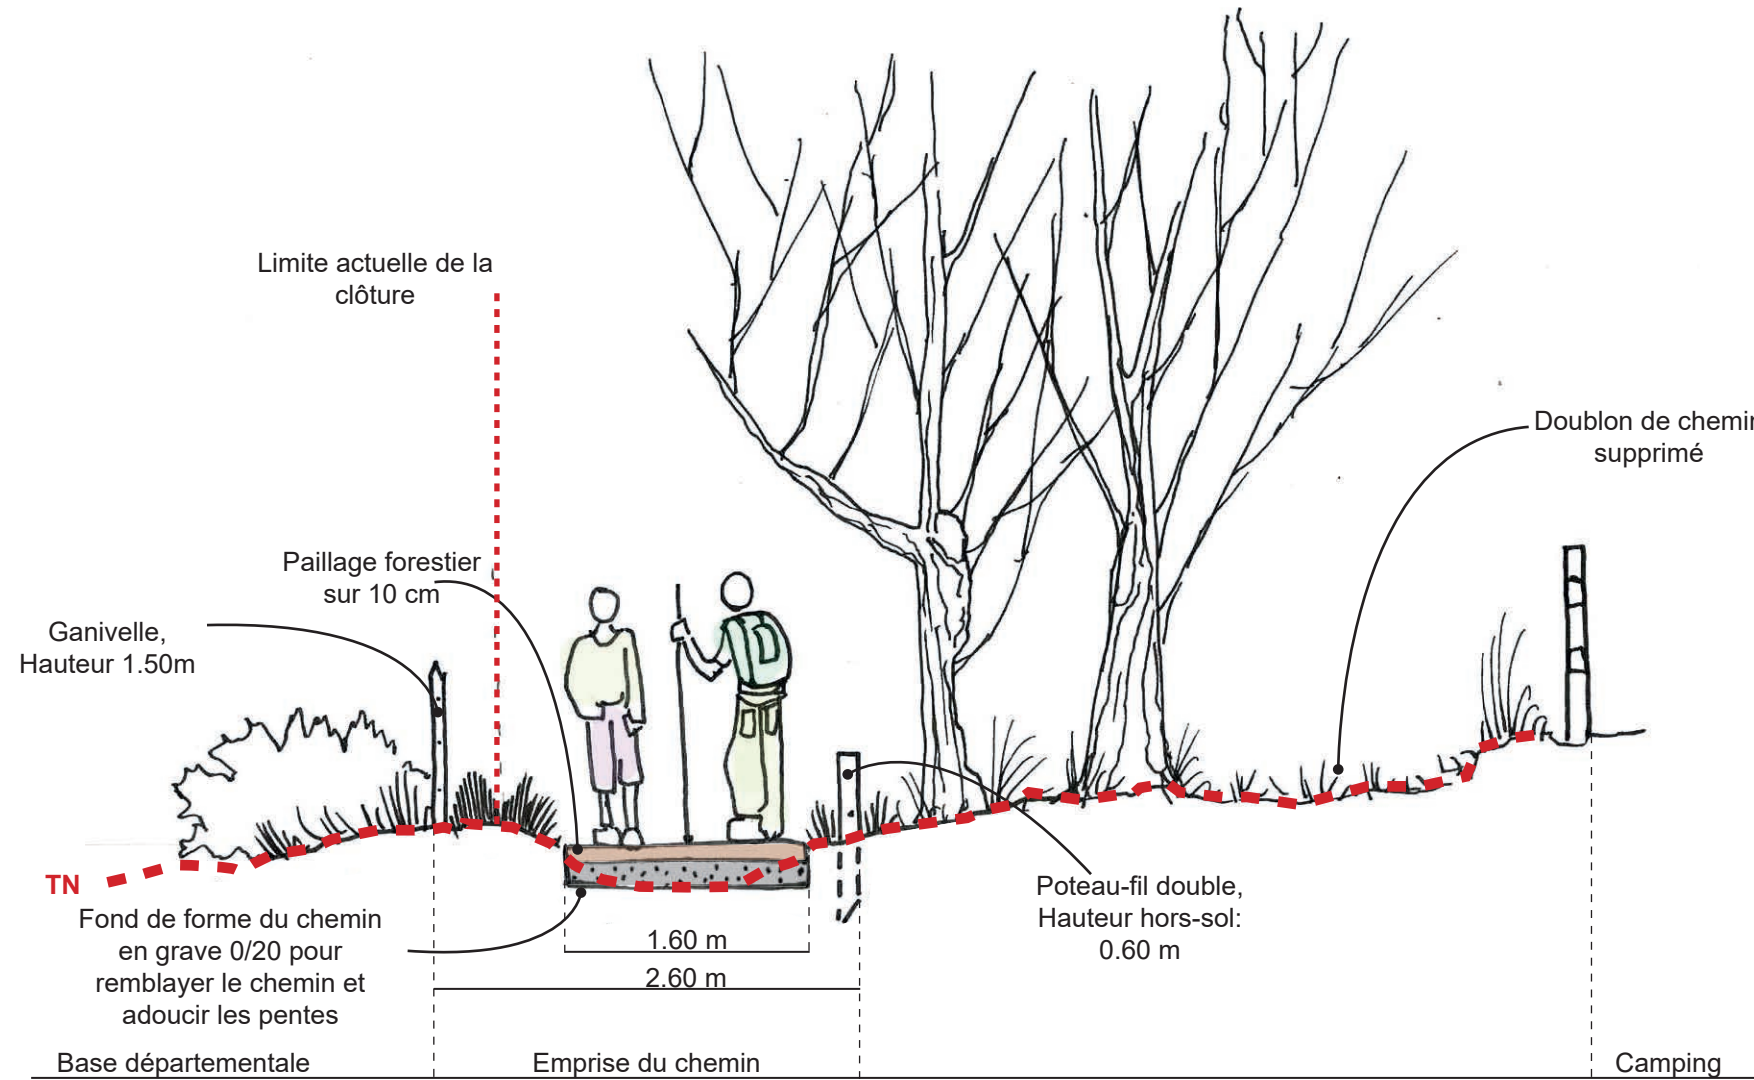 Limite actuelle de la
clôture
Doublon de chemin
supprimé
Paillage forestier
sur 10 cm
Ganivelle,
Hauteur 1.50m
TN
Fond de forme du chemin
en grave 0/20 pour
remblayer le chemin et
adoucir les pentes
1.60 m
2.60 m
Poteau-fil double,
Hauteur hors-sol:
0.60 m
Base départementale
Emprise du chemin
Camping